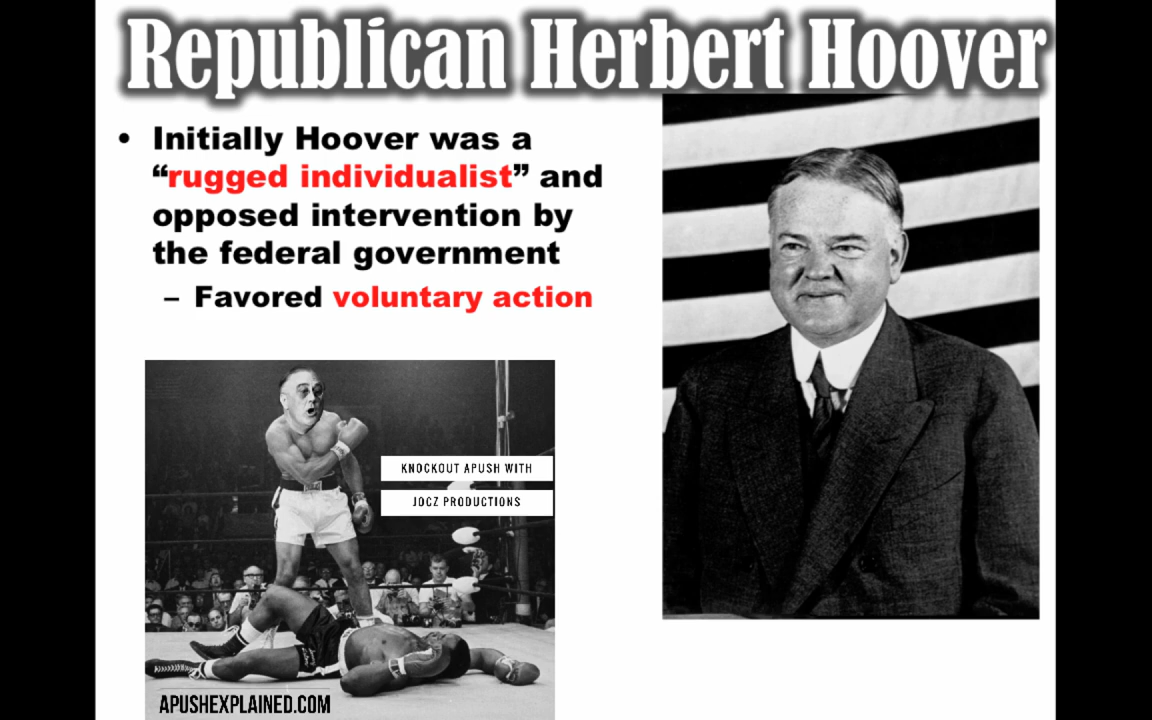 Republican Herbert Hoover
• Initially Hoover was a
“rugged individualist” and
opposed intervention by
the federal government
– Favored voluntary action
KNOCKOUT APUSH WITH
JOCZ PRODUCTIONS
APUSHEXPLAINED.COM